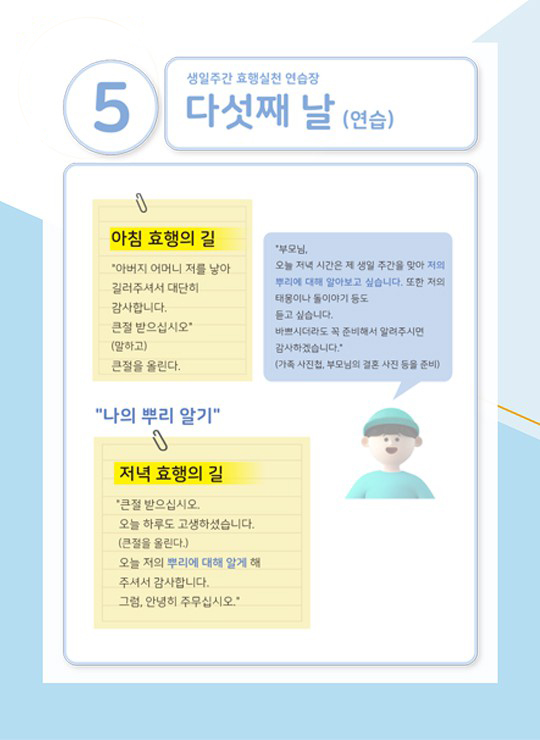 5
생일주간 효행실천 연습장
다섯째 날 (연습)
아침 효행의 길
"아버지 어머니 저를 낳아
길러주셔서 대단히
감사합니다.
큰절 받으십시오"
(말하고)
큰절을 올린다.
"부모님,
오늘 저녁 시간은 제 생일 주간을 맞아 저의
뿌리에 대해 알아보고 싶습니다. 또한 저의
태몽이나 돌이야기 등도
듣고 싶습니다.
바쁘시더라도 꼭 준비해서 알려주시면
감사하겠습니다."
(가족 사진첩, 부모님의 결혼 사진 등을 준비)
"나의 뿌리 알기"
저녁 효행의 길
"큰절 받으십시오.
오늘 하루도 고생하셨습니다.
(큰절을 올린다.)
오늘 저의 뿌리에 대해 알게 해
주셔서 감사합니다.
그럼, 안녕히 주무십시오."